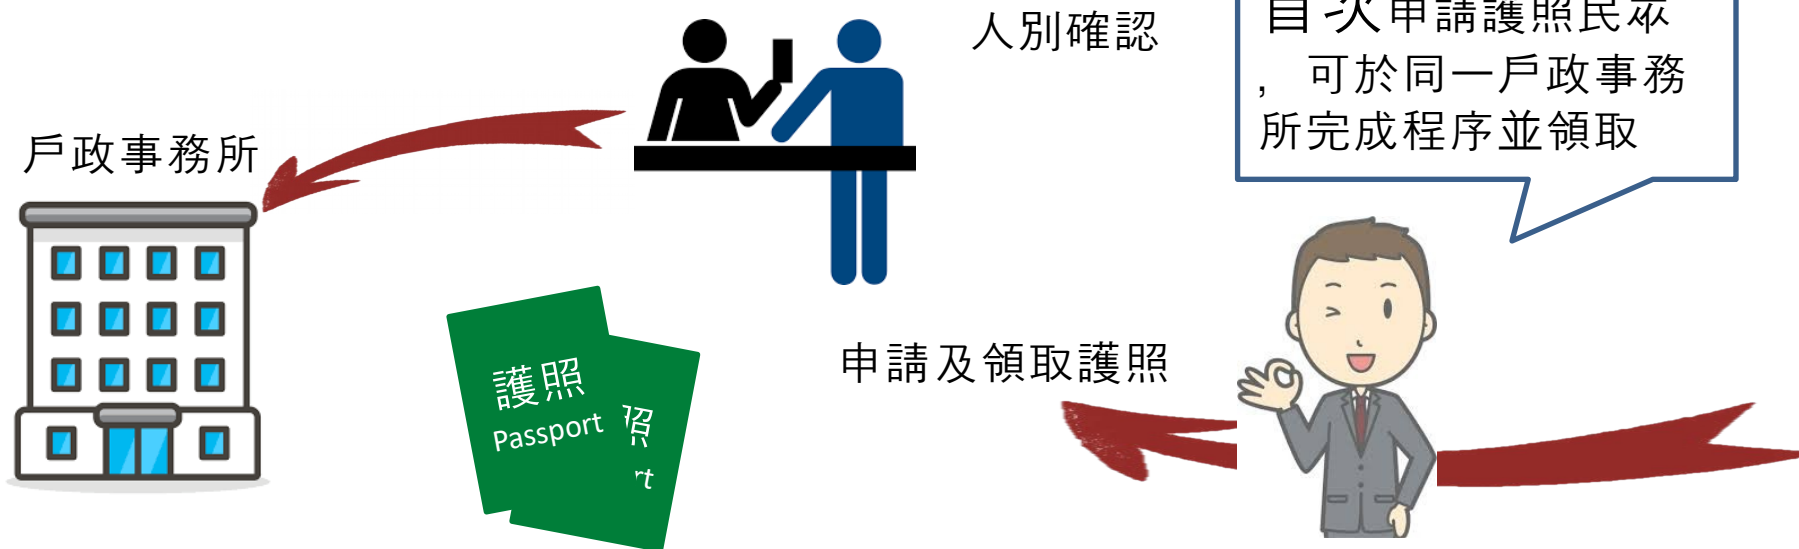 人別確認
首次申請護照民眾
，可於同一戶政事務
所完成程序並領取
戶政事務所
申請及領取護照
護照
Passport
照
rt